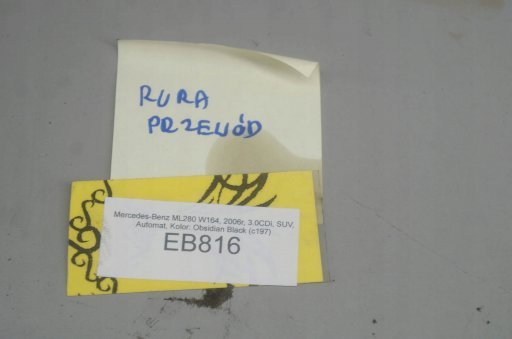 RURA
PRZEWÓD
Mercedes-Benz ML280 W164, 2006r, 3.0CDi, SUV,
Automat, Kolor: Obsidian Black (c197)
EB816